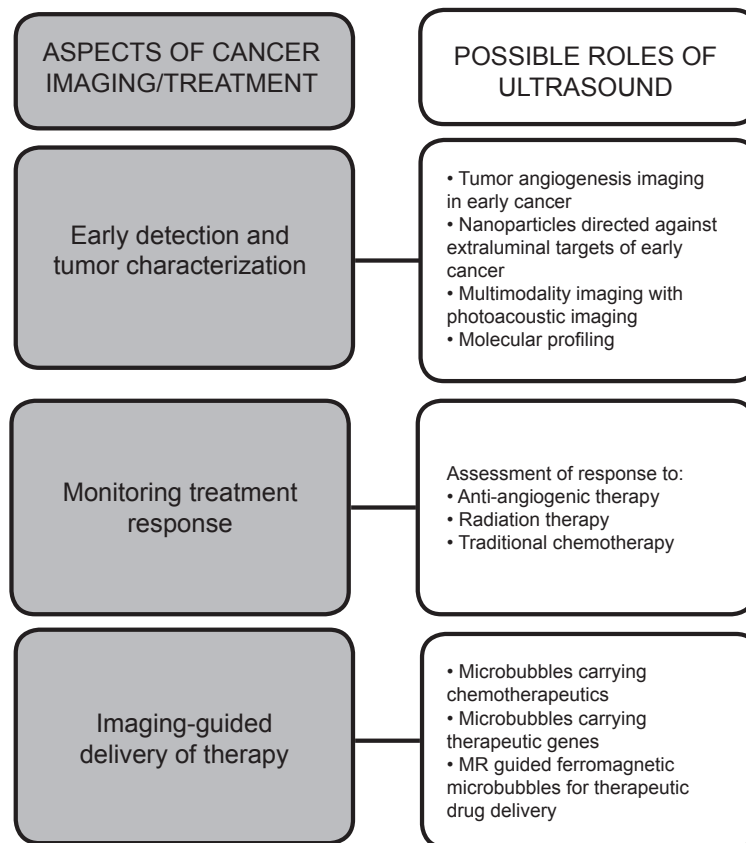 ASPECTS OF CANCER
IMAGING/TREATMENT
POSSIBLE ROLES OF
ULTRASOUND
Early detection and
tumor characterization
• Tumor angiogenesis imaging
in early cancer
• Nanoparticles directed against
extraluminal targets of early
cancer
• Multimodality imaging with
photoacoustic imaging
• Molecular profiling
Monitoring treatment
response
Assessment of response to:
• Anti-angiogenic therapy
• Radiation therapy
• Traditional chemotherapy
Imaging-guided
delivery of therapy
• Microbubbles carrying
chemotherapeutics
• Microbubbles carrying
therapeutic genes
• MR guided ferromagnetic
microbubbles for therapeutic
drug delivery